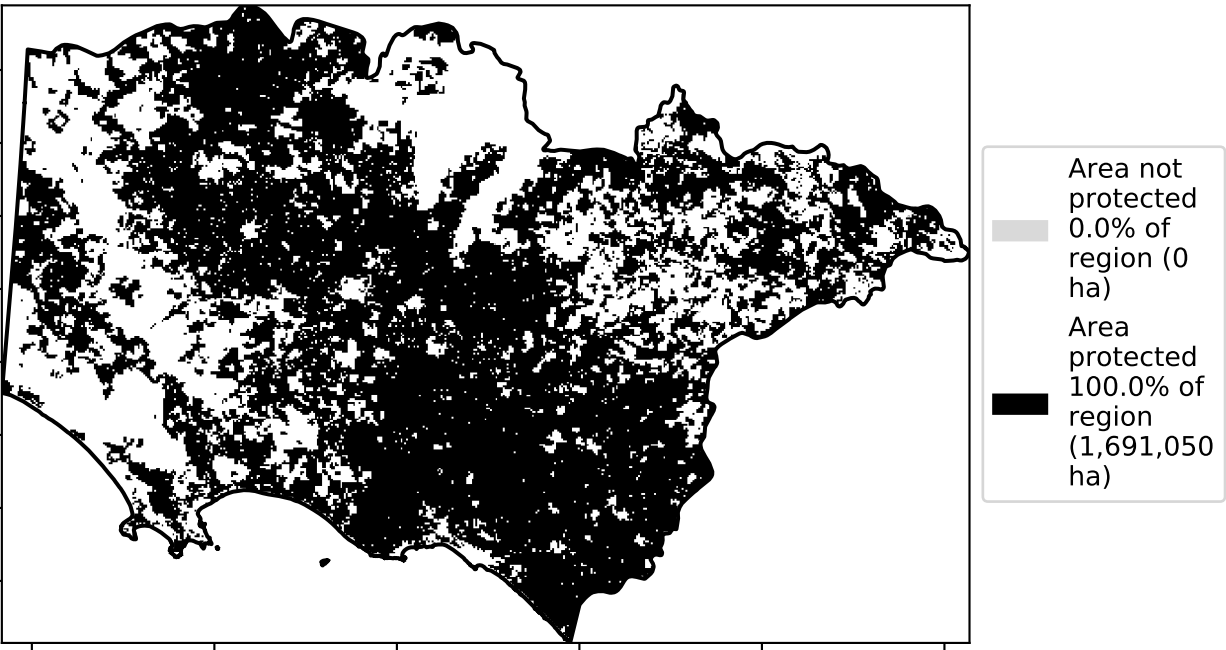 Area not
protected
0.0% of
region (0
ha)
Area
protected
100.0% of
region
(1,691,050
ha)